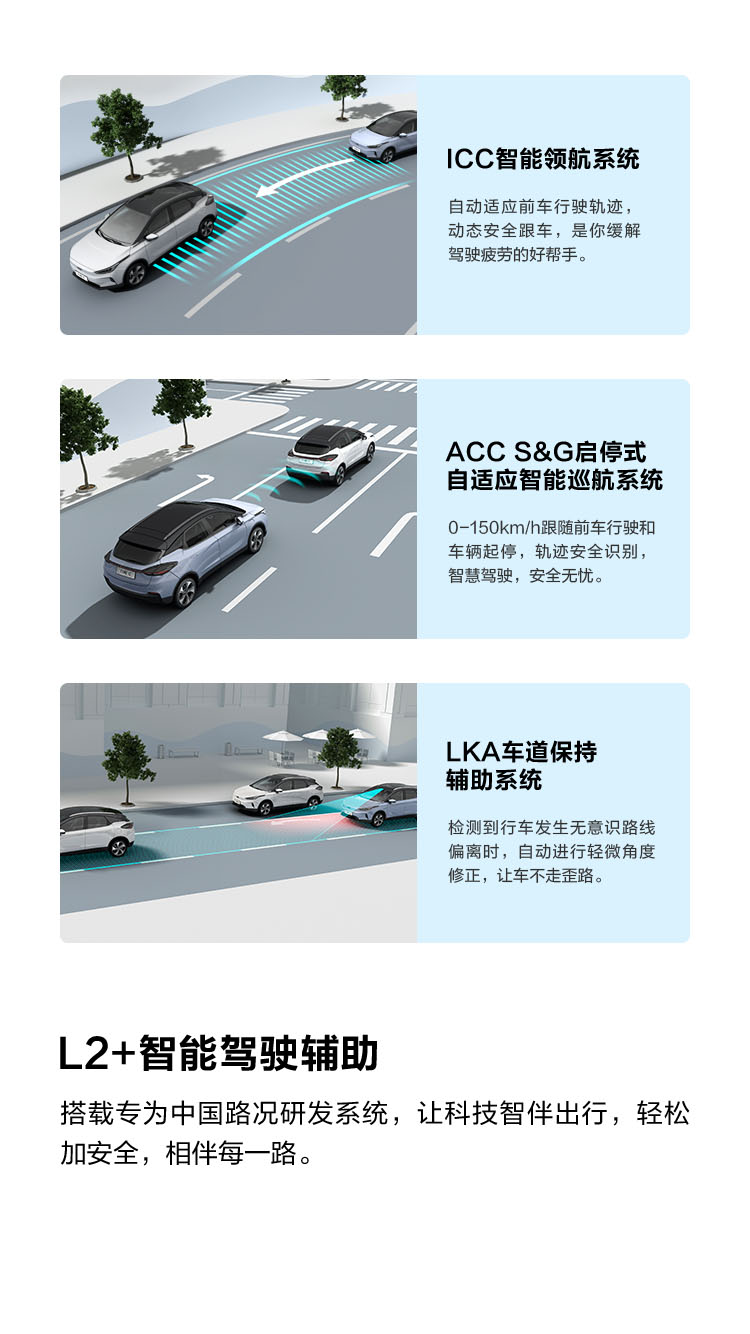 ICC智能领航系统
自动适应前车行驶轨迹，
动态安全跟车，是你缓解
驾驶疲劳的好帮手。
ACC S&G启停式
自适应智能巡航系统
0-150km/h跟随前车行驶和
车辆起停，轨迹安全识别，
智慧驾驶，安全无忧。
LKA车道保持
辅助系统
检测到行车发生无意识路线
偏离时，自动进行轻微角度
修正，让车不走歪路。
L2+智能驾驶辅助
搭载专为中国路况研发系统，让科技智伴出行，轻松
加安全，相伴每一路。